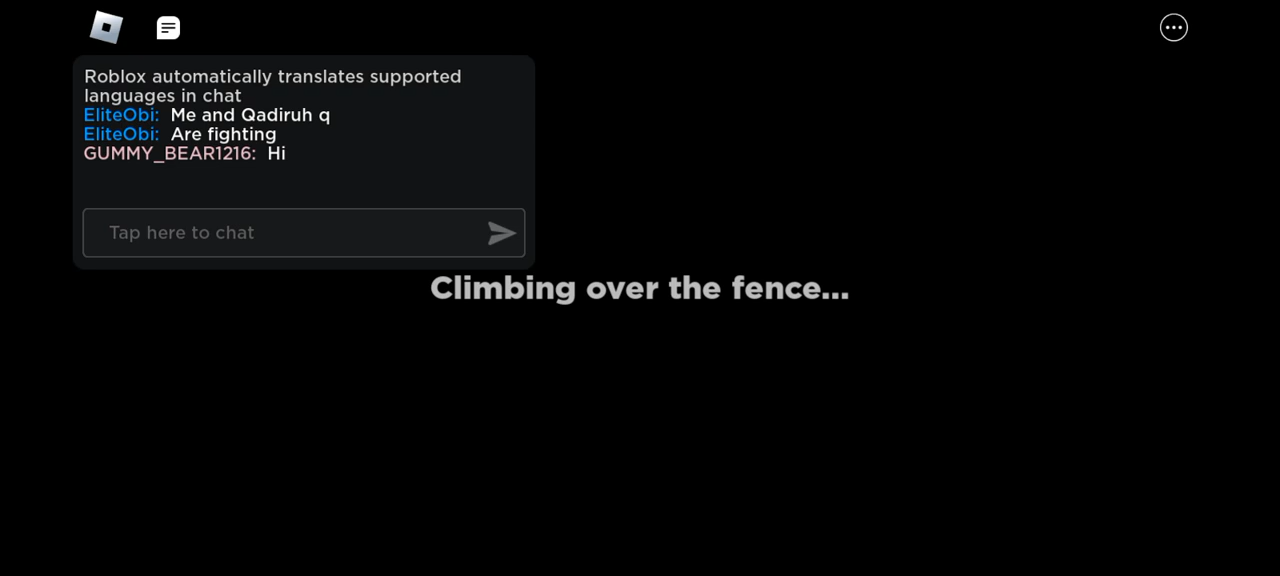 Roblox automatically translates supported
languages in chat
EliteObi: Me and Qadiruh q
EliteObi: Are fighting
GUMMY_BEAR1216: Hi
Tap here to chat
Climbing over the fence...